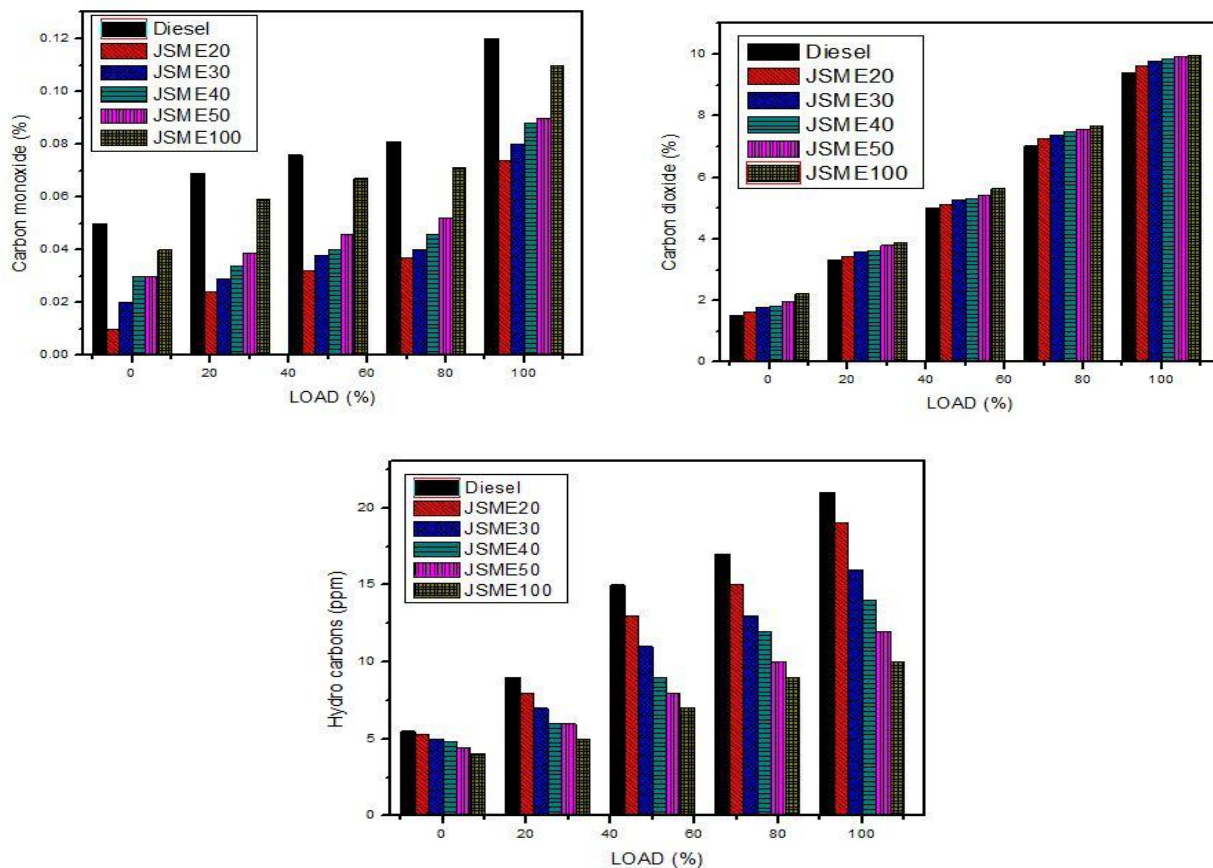 Diesel
JSME20
JSME30
JSME40
JSME50
JSME100
0.12
0.10
0.08
0.06
0.04
0.02
0.00
Carbon monoxide (%)
0 20 40 60 80 100
LOAD (%)
Diesel
JSME20
JSME30
JSME40
JSME50
JSME100
10
8
6
4
2
0
Carbon dioxide (%)
0 20 40 60 80 100
LOAD (%)
Diesel
JSME20
JSME30
JSME40
JSME50
JSME100
20
15
10
5
0
Hydro carbons (ppm)
0 20 40 60 80 100
LOAD (%)